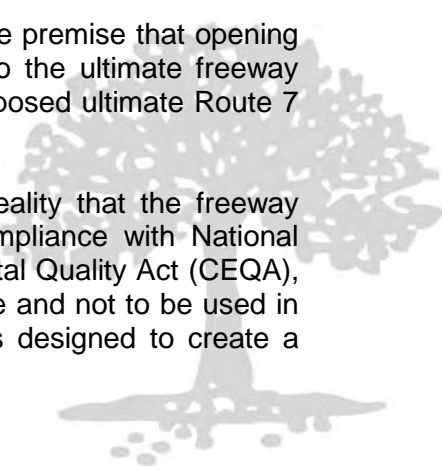 e premise that opening
o the ultimate freeway
posed ultimate Route 7
eality that the freeway
mpliance with National
tal Quality Act (CEQA),
e and not to be used in
s designed to create a